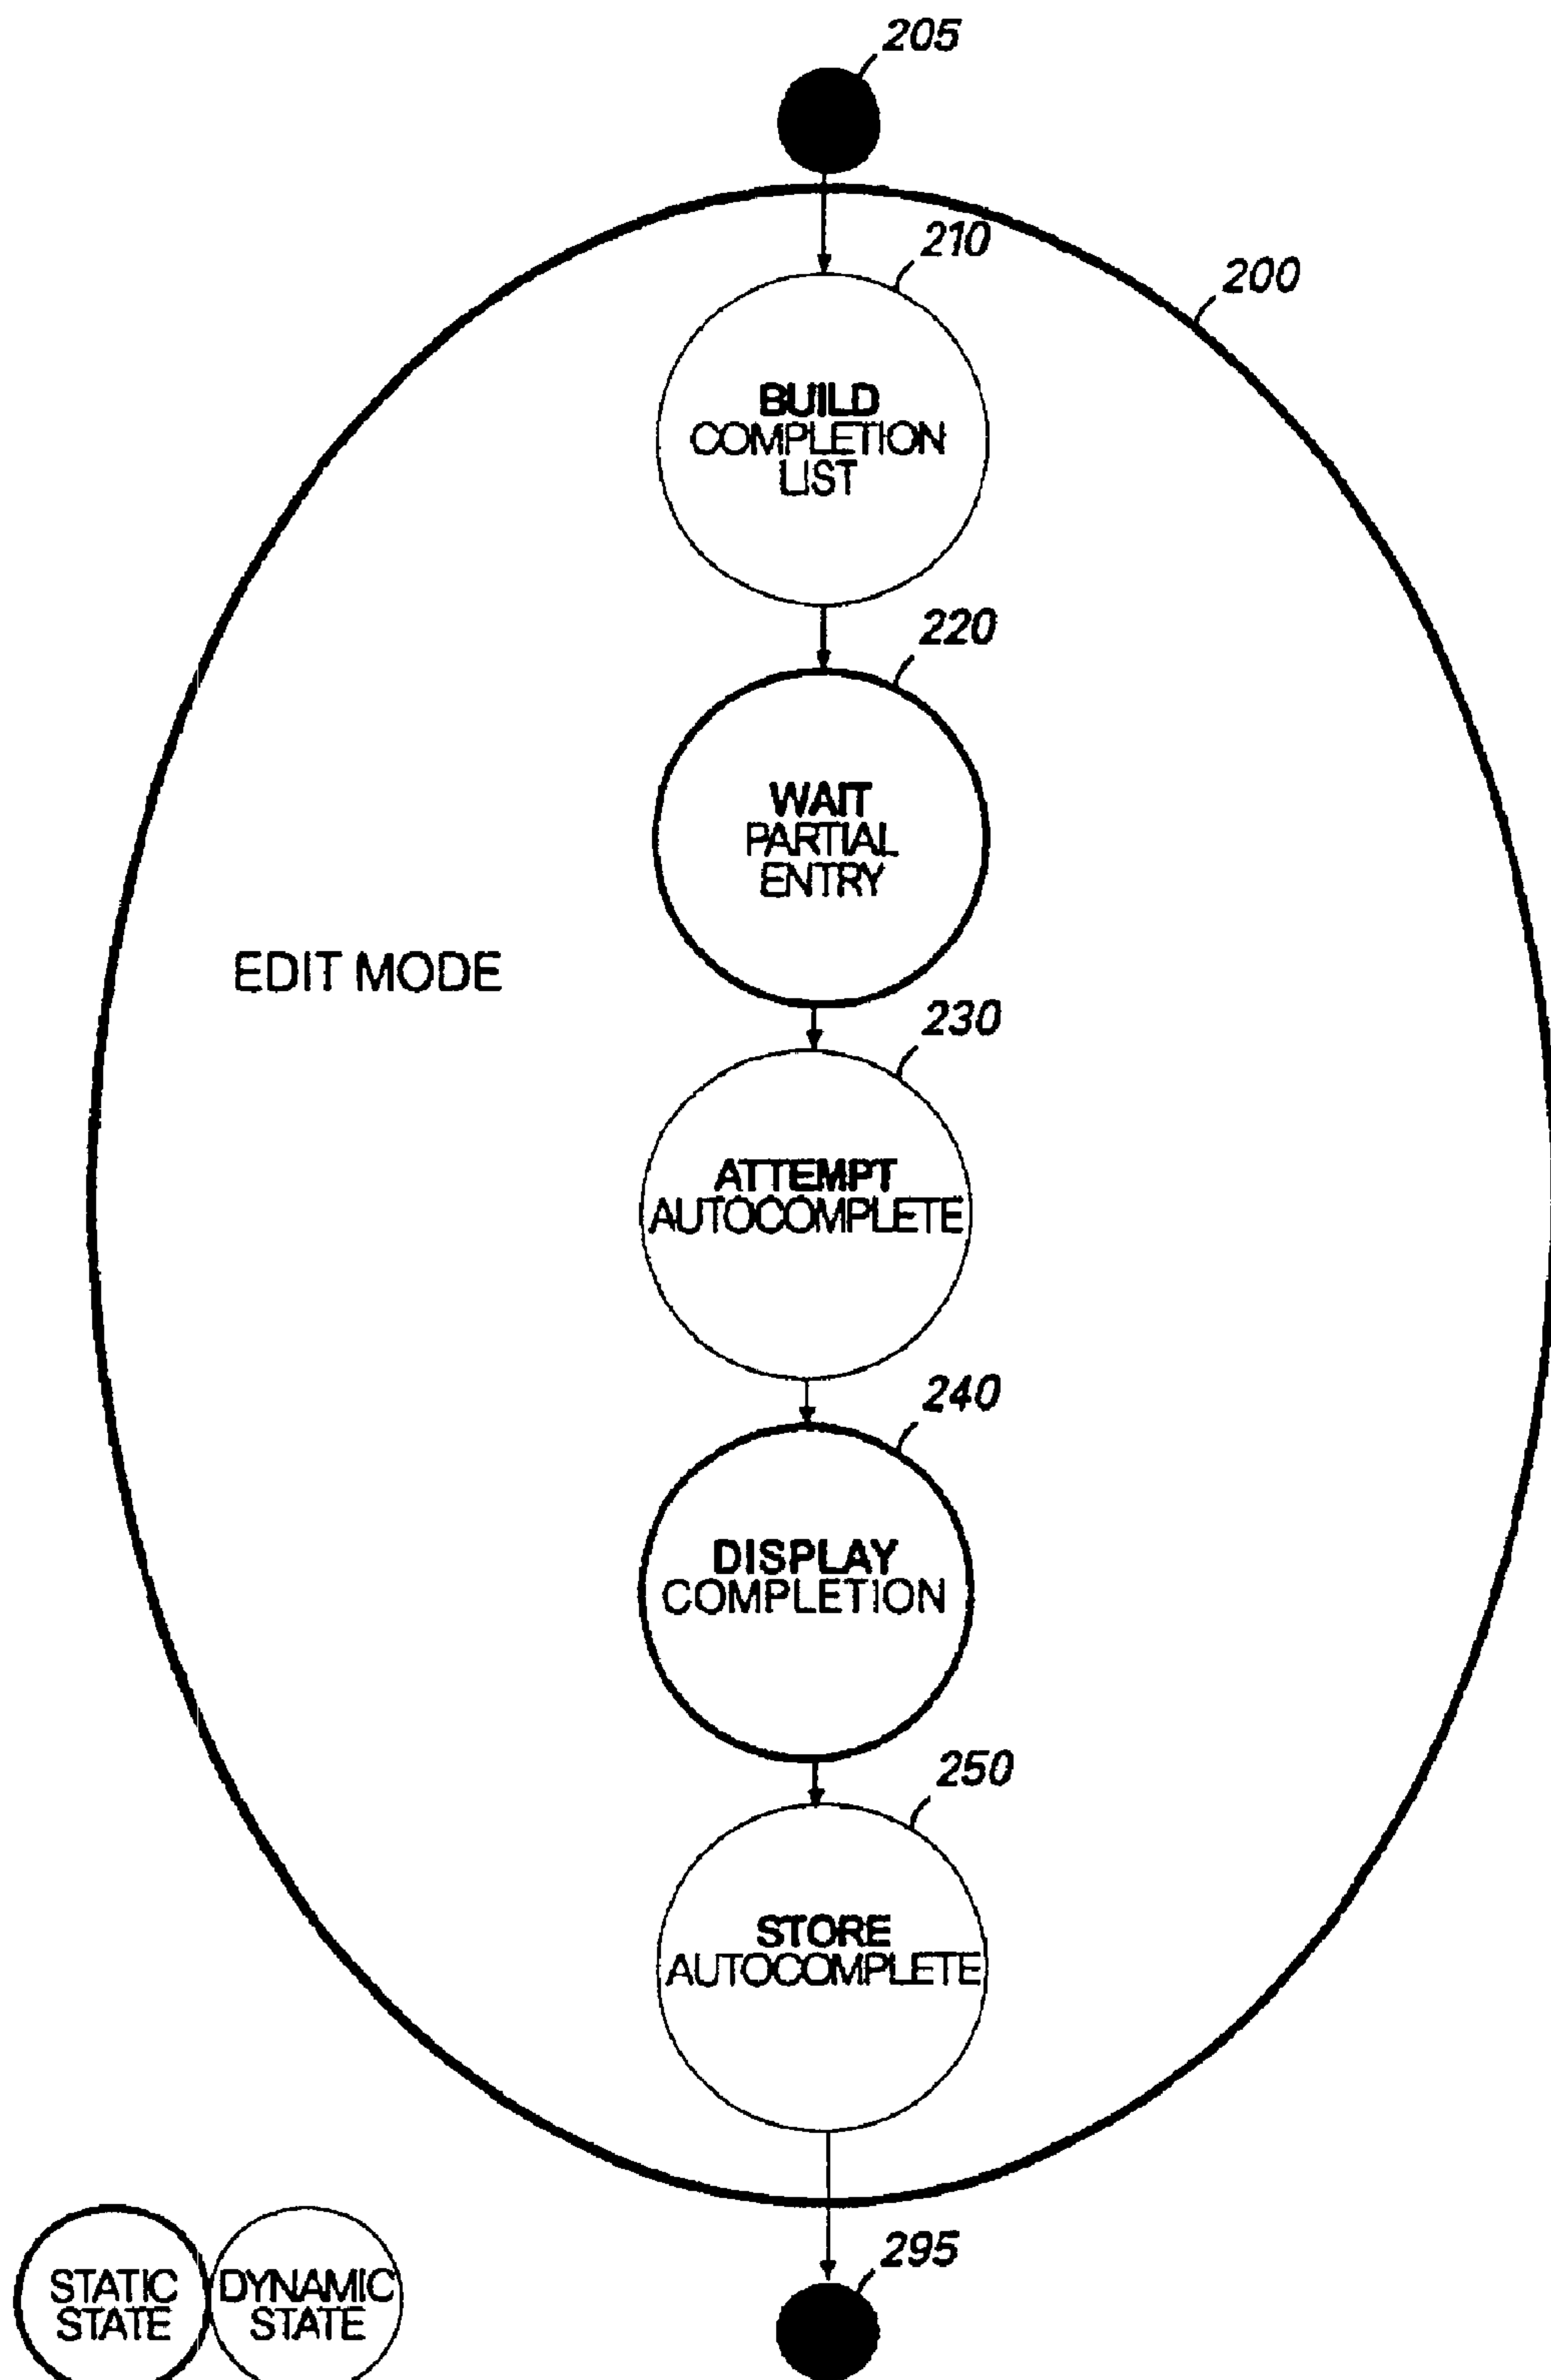 205
210
200
BUILD
COMPLETION
LIST
220
WAIT
PARTIAL
ENTRY
EDIT MODE
230
ATTEMPT
AUTOCOMPLETE
240
DISPLAY
COMPLETION
250
STORE
AUTOCOMPLETE
295
STATIC
STATE
DYNAMIC
STATE